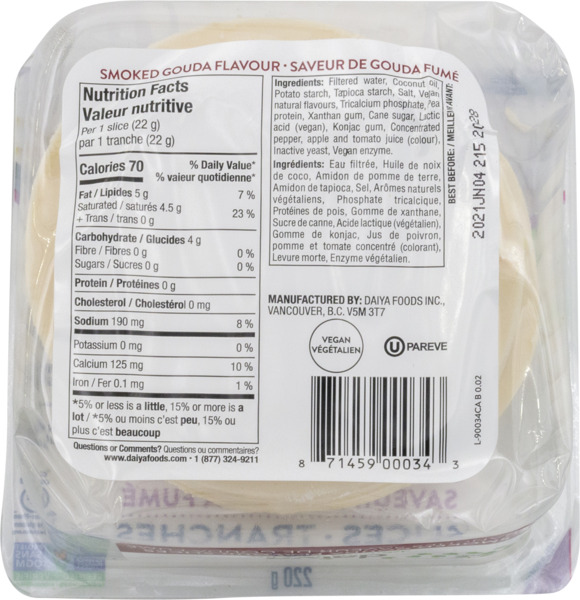 SMOKED GOUDA FLAVOUR · SAVEUR DE GOUDA FUMÉ
Nutrition Facts
Valeur nutritive
Per 1 slice (22 g)
par 1 tranche (22 g)
Calories 70
% Daily Value*
% valeur quotidienne*
Fat / Lipides 5 g 7 %
Saturated / saturés 4.5 g
+ Trans / trans 0 g 23 %
Carbohydrate / Glucides 4 g
Fibre / Fibres 0 g 0 %
Sugars / Sucres 0 g 0 %
Protein / Protéines 0 g
Cholesterol / Cholestérol 0 mg
Sodium 190 mg 8 %
Potassium 0 mg 0 %
Calcium 125 mg 10 %
Iron / Fer 0.1 mg 1 %
*5% or less is a little, 15% or more is a
lot / *5% ou moins c'est peu, 15% ou
plus c'est beaucoup
Questions or Comments? Questions ou commentaires?
www.daiyafoods.com · 1 (877) 324-9211
Ingredients: Filtered water, Coconut oil,
Potato starch, Tapioca starch, Salt, Vegan
natural flavours, Tricalcium phosphate, Pea
protein, Xanthan gum, Cane sugar, Lactic
acid (vegan), Konjac gum, Concentrated
pepper, apple and tomato juice (colour),
Inactive yeast, Vegan enzyme.
Ingrédients: Eau filtrée, Huile de noix
de coco, Amidon de pomme de terre,
Amidon de tapioca, Sel, Arômes naturels
végétaliens, Phosphate tricalcique,
Protéines de pois, Gomme de xanthane,
Sucre de canne, Acide lactique (végétalien),
Gomme de konjac, Jus de poivron,
pomme et tomate concentré (colorant),
Levure morte, Enzyme végétalien.
BEST BEFORE: / MEILLEUR AVANT:
2021JN04 215
MANUFACTURED BY: DAIYA FOODS INC.,
VANCOUVER, B.C. V5M 3T7
VEGAN
VÉGÉTALIEN
U PAREVE
L-90034CA B 0.02
8 71459 00034 3
SAVEUR FUMÉ
SLICES · TRANCHES
220 g